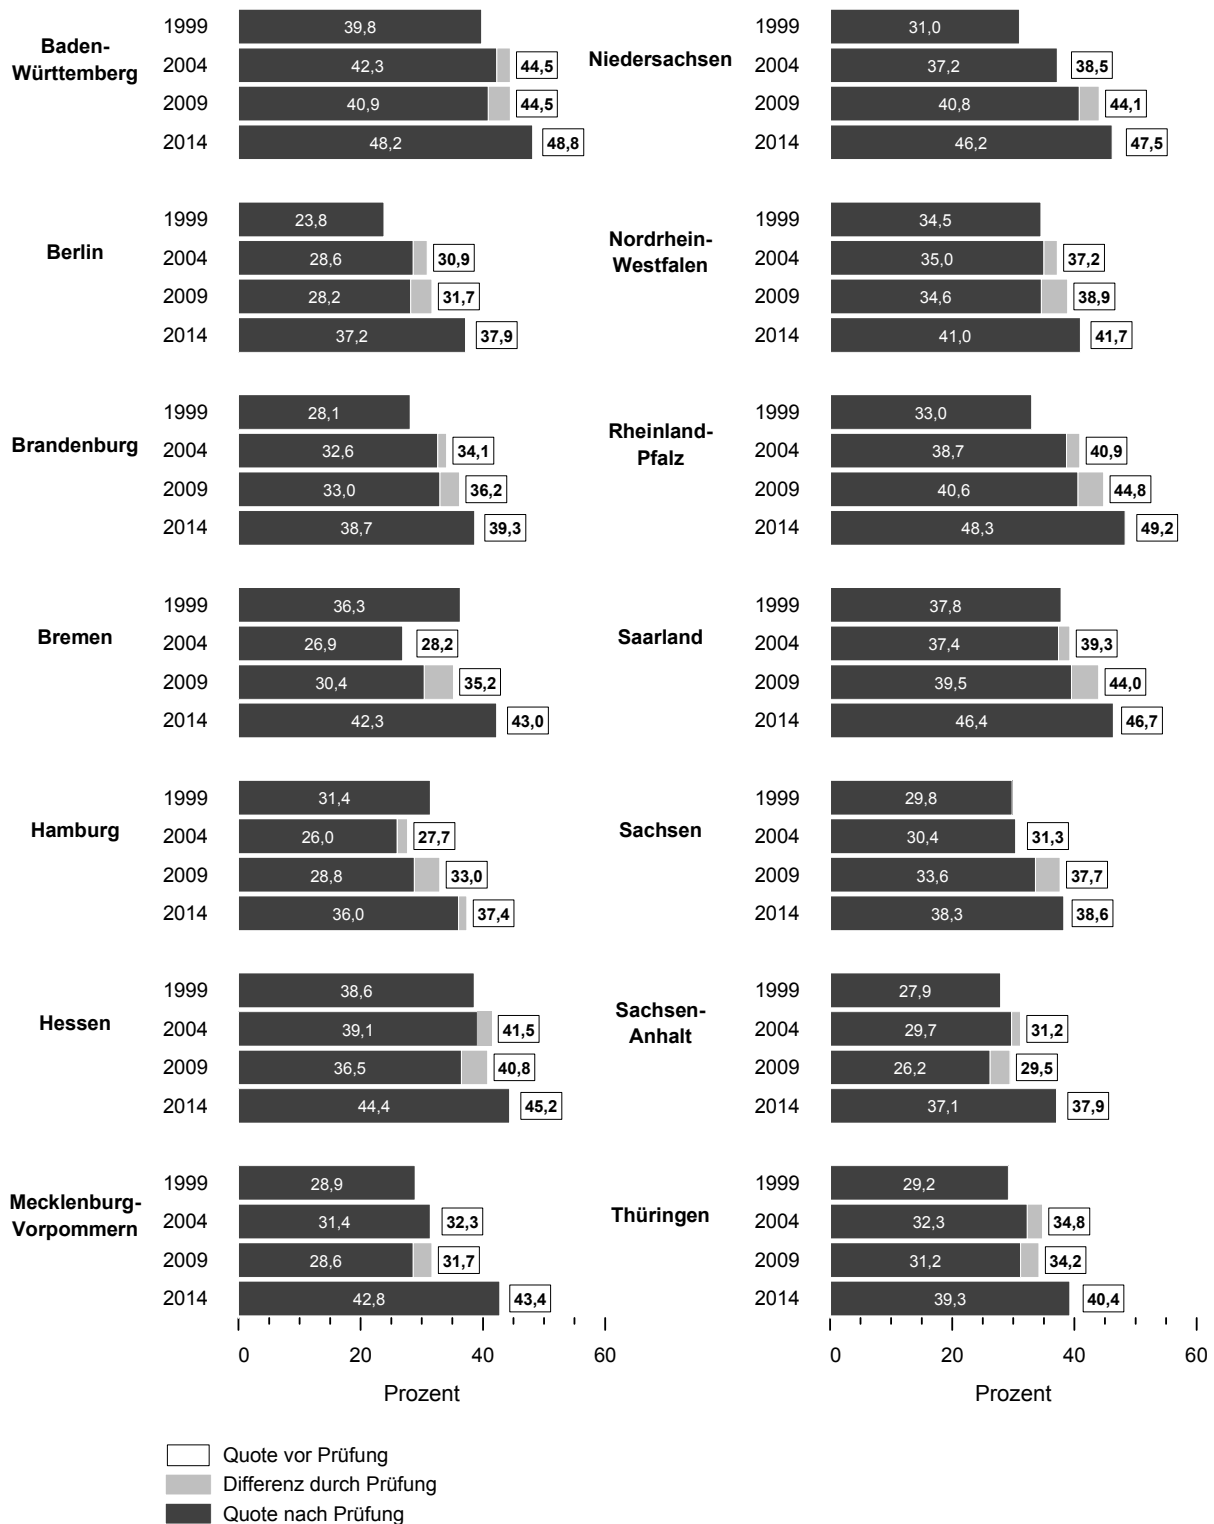 Baden-
Württemberg
1999 39,8
2004 42,3 44,5
2009 40,9 44,5
2014 48,2 48,8
Berlin
1999 23,8
2004 28,6 30,9
2009 28,2 31,7
2014 37,2 37,9
Brandenburg
1999 28,1
2004 32,6 34,1
2009 33,0 36,2
2014 38,7 39,3
Bremen
1999 36,3
2004 26,9 28,2
2009 30,4 35,2
2014 42,3 43,0
Hamburg
1999 31,4
2004 26,0 27,7
2009 28,8 33,0
2014 36,0 37,4
Hessen
1999 38,6
2004 39,1 41,5
2009 36,5 40,8
2014 44,4 45,2
Mecklenburg-
Vorpommern
1999 28,9
2004 31,4 32,3
2009 28,6 31,7
2014 42,8 43,4
0 20 40 60
Prozent
Niedersachsen
1999 31,0
2004 37,2 38,5
2009 40,8 44,1
2014 46,2 47,5
Nordrhein-
Westfalen
1999 34,5
2004 35,0 37,2
2009 34,6 38,9
2014 41,0 41,7
Rheinland-
Pfalz
1999 33,0
2004 38,7 40,9
2009 40,6 44,8
2014 48,3 49,2
Saarland
1999 37,8
2004 37,4 39,3
2009 39,5 44,0
2014 46,4 46,7
Sachsen
1999 29,8
2004 30,4 31,3
2009 33,6 37,7
2014 38,3 38,6
Sachsen-
Anhalt
1999 27,9
2004 29,7 31,2
2009 26,2 29,5
2014 37,1 37,9
Thüringen
1999 29,2
2004 32,3 34,8
2009 31,2 34,2
2014 39,3 40,4
0 20 40 60
Prozent
Quote vor Prüfung
Differenz durch Prüfung
Quote nach Prüfung